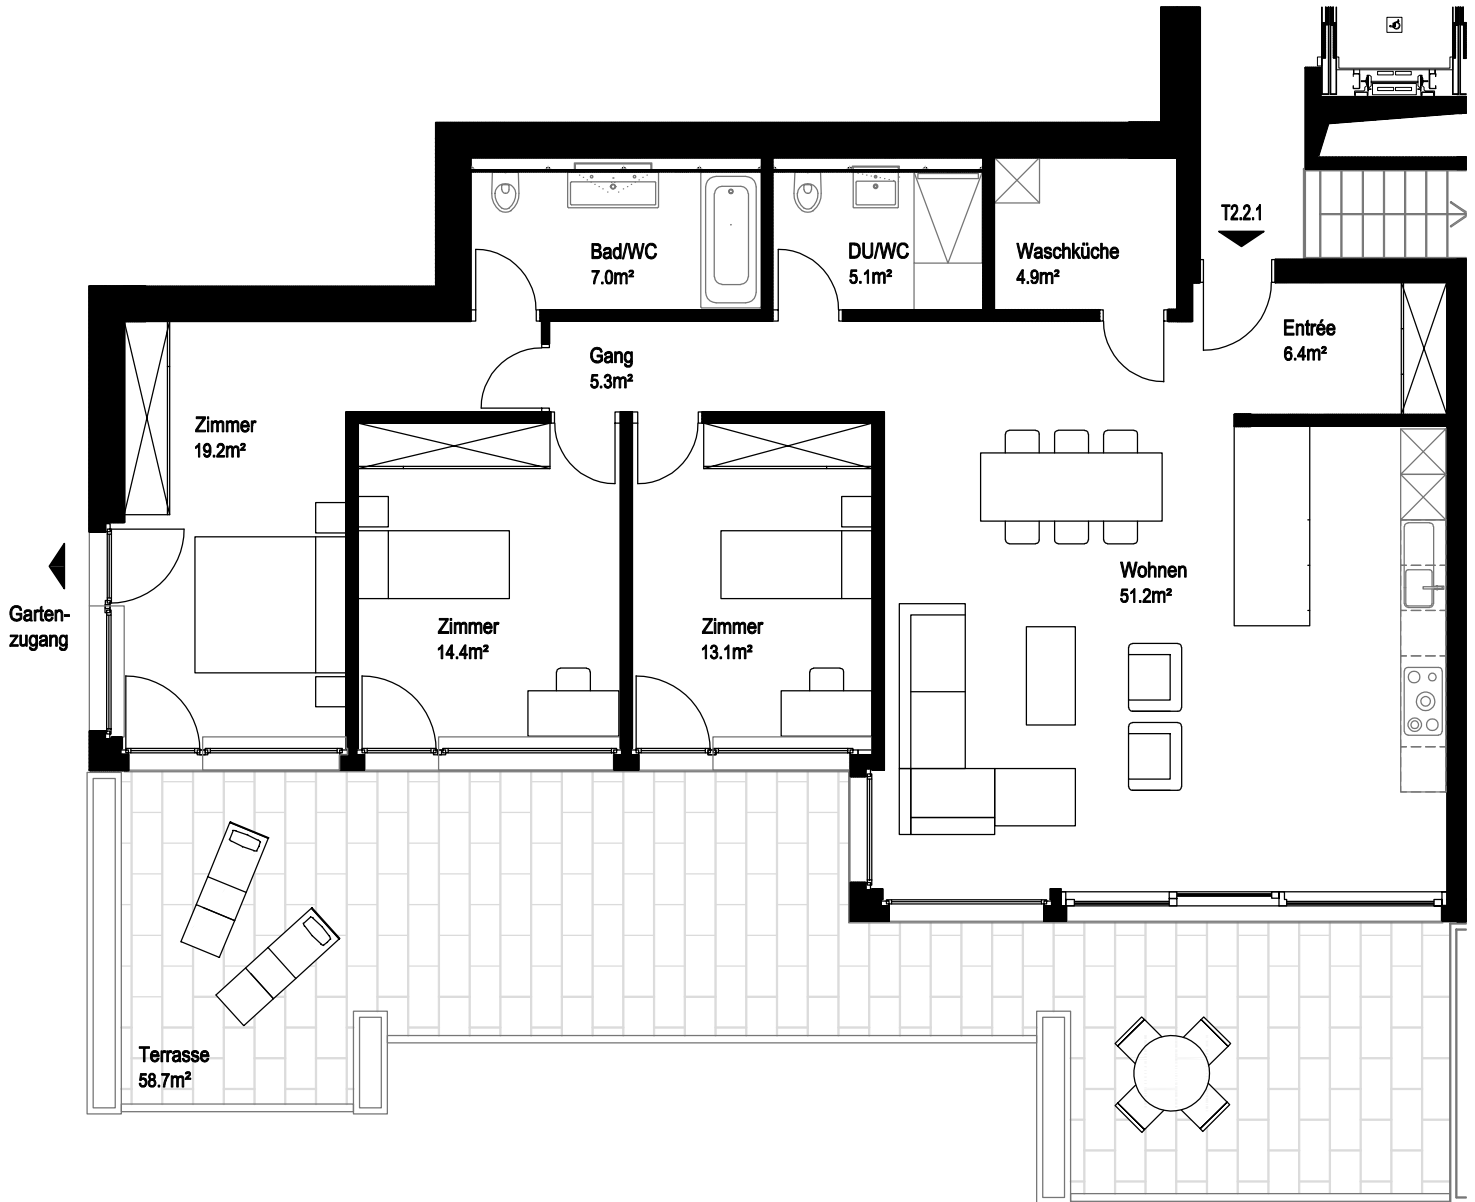 T2.2.1
Bad/WC
7.0m²
DU/WC
5.1m²
Waschküche
4.9m²
Entrée
6.4m²
Gang
5.3m²
Zimmer
19.2m²
Wohnen
51.2m²
Garten-
zugang
Zimmer
14.4m²
Zimmer
13.1m²
Terrasse
58.7m²